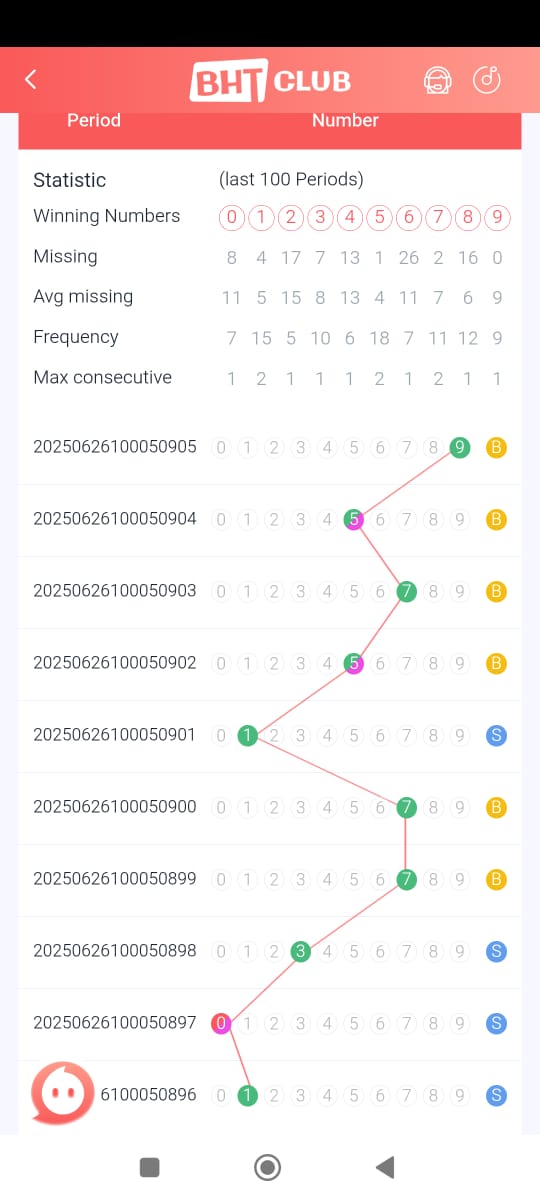 BHT CLUB
Period Number
Statistic (last 100 Periods)
Winning Numbers 0 1 2 3 4 5 6 7 8 9
Missing 8 4 17 7 13 1 26 2 16 0
Avg missing 11 5 15 8 13 4 11 7 6 9
Frequency 7 15 5 10 6 18 7 11 12 9
Max consecutive 1 2 1 1 1 2 1 2 1 1
20250626100050905 0 1 2 3 4 5 6 7 8 9 B
20250626100050904 0 1 2 3 4 5 6 7 8 9 B
20250626100050903 0 1 2 3 4 5 6 7 8 9 B
20250626100050902 0 1 2 3 4 5 6 7 8 9 B
20250626100050901 0 1 2 3 4 5 6 7 8 9 S
20250626100050900 0 1 2 3 4 5 6 7 8 9 B
20250626100050899 0 1 2 3 4 5 6 7 8 9 B
20250626100050898 0 1 2 3 4 5 6 7 8 9 S
20250626100050897 0 1 2 3 4 5 6 7 8 9 S
6100050896 0 1 2 3 4 5 6 7 8 9 S